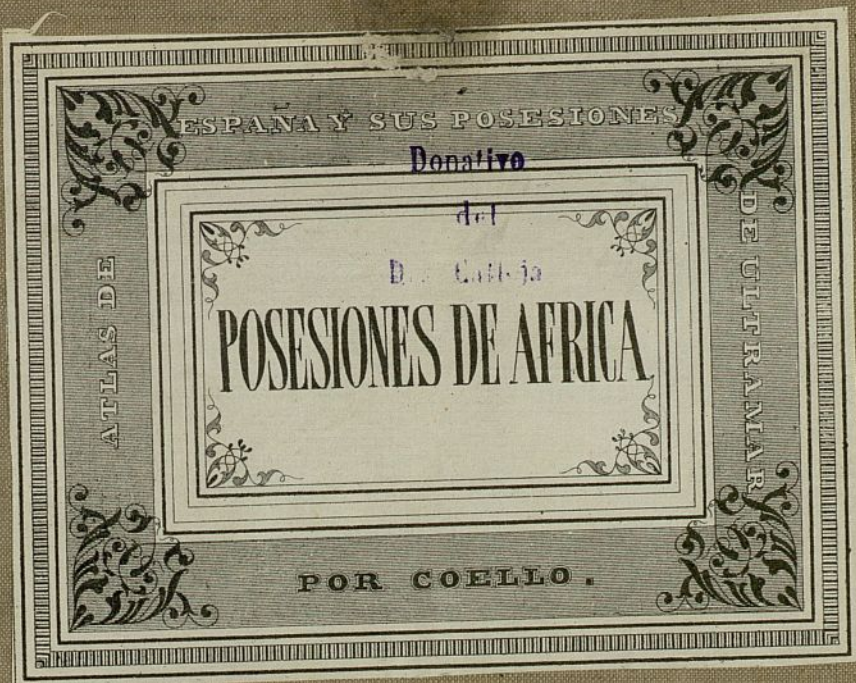 ATLAS DE
ESPAÑA Y SUS POSESIONES
DE ULTRAMAR
Donativo
del
POSESIONES DE AFRICA
POR COELLO.